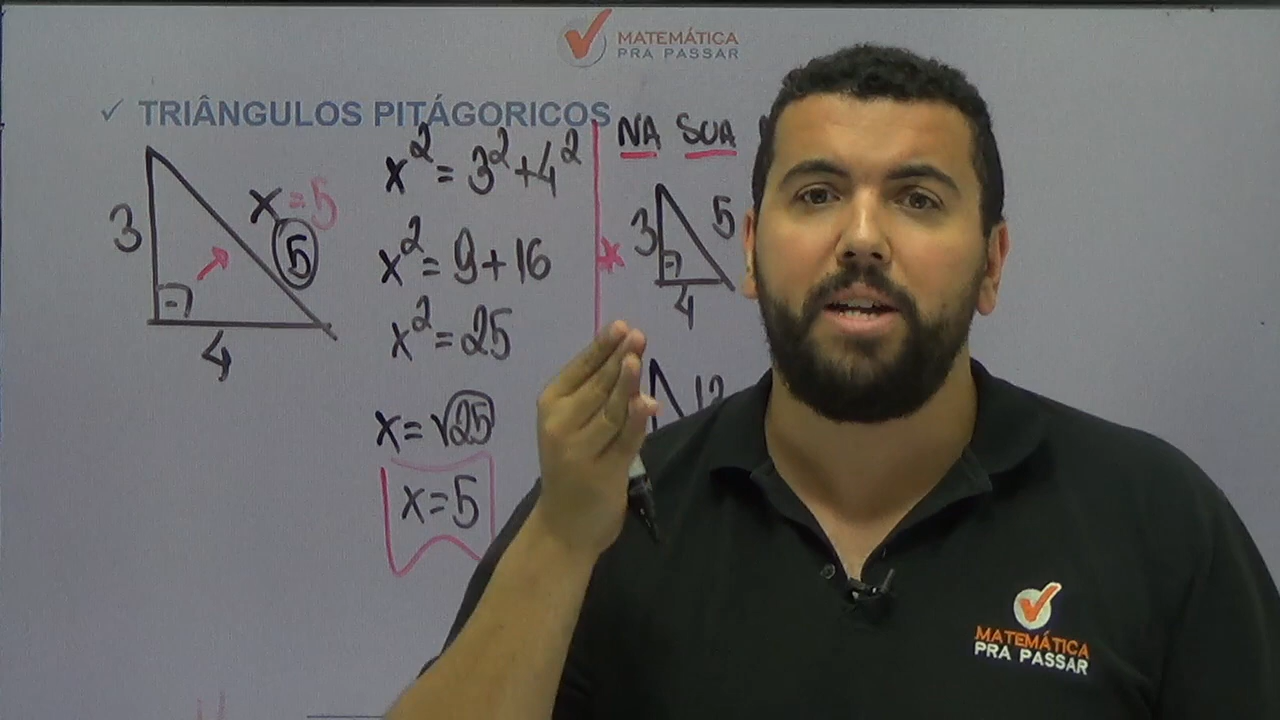 MATEMÁTICA
PRA PASSAR
✓ TRIÂNGULOS PITÁGORICOS
3
x = 5
5
4
x² = 3² + 4²
x² = 9 + 16
x² = 25
x = √25
x = 5
NA SUA
3
5
4
12
MATEMÁTICA
PRA PASSAR